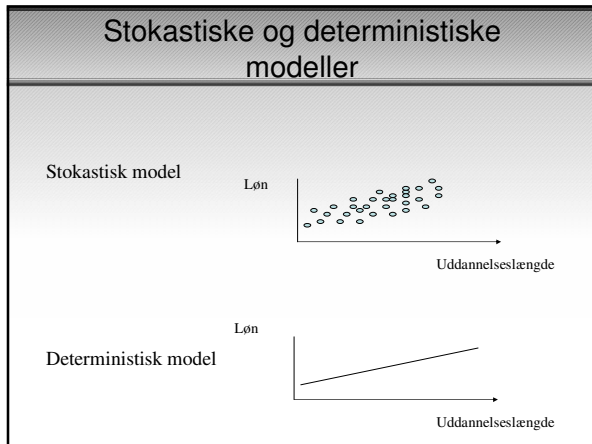 Stokastiske og deterministiske
modeller
Stokastisk model
Løn
Uddannelseslængde
Løn
Deterministisk model
Uddannelseslængde